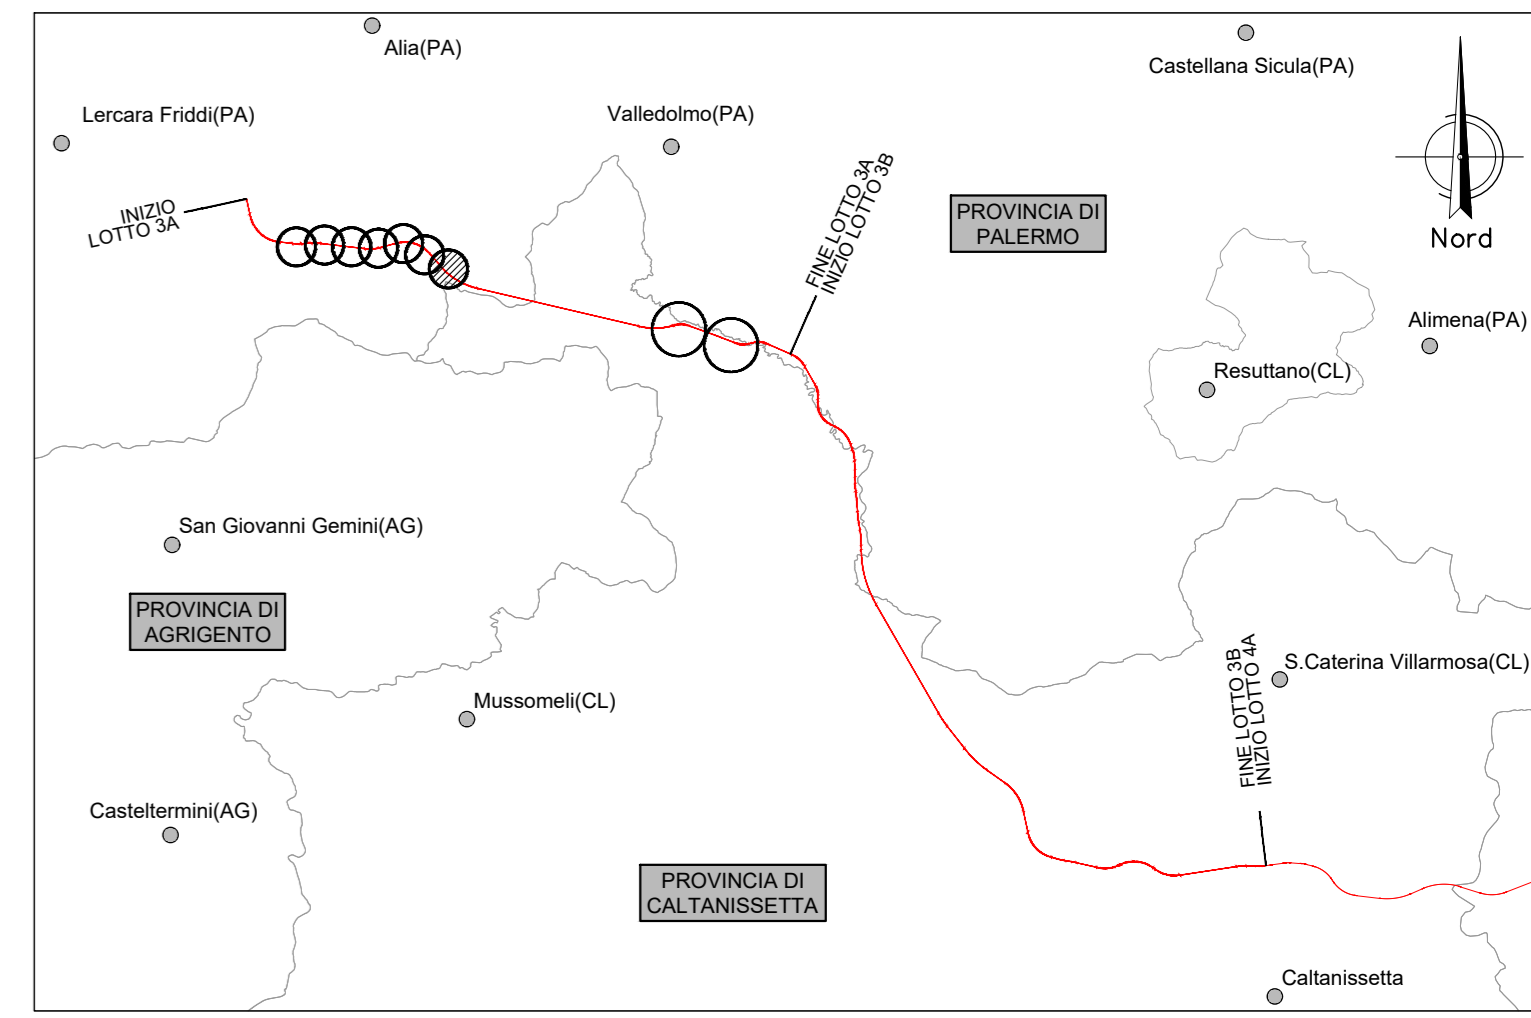 Alia(PA)
Castellana Sicula(PA)
Lercara Friddi(PA)
Valledolmo(PA)
INIZIO
LOTTO 3A
FINE LOTTO 3A
INIZIO LOTTO 3B
PROVINCIA DI
PALERMO
Nord
Alimena(PA)
Resuttano(CL)
San Giovanni Gemini(AG)
PROVINCIA DI
AGRIGENTO
FINE LOTTO 3B
INIZIO LOTTO 4A
S.Caterina Villarmosa(CL)
Mussomeli(CL)
Casteltermini(AG)
PROVINCIA DI
CALTANISSETTA
Caltanissetta